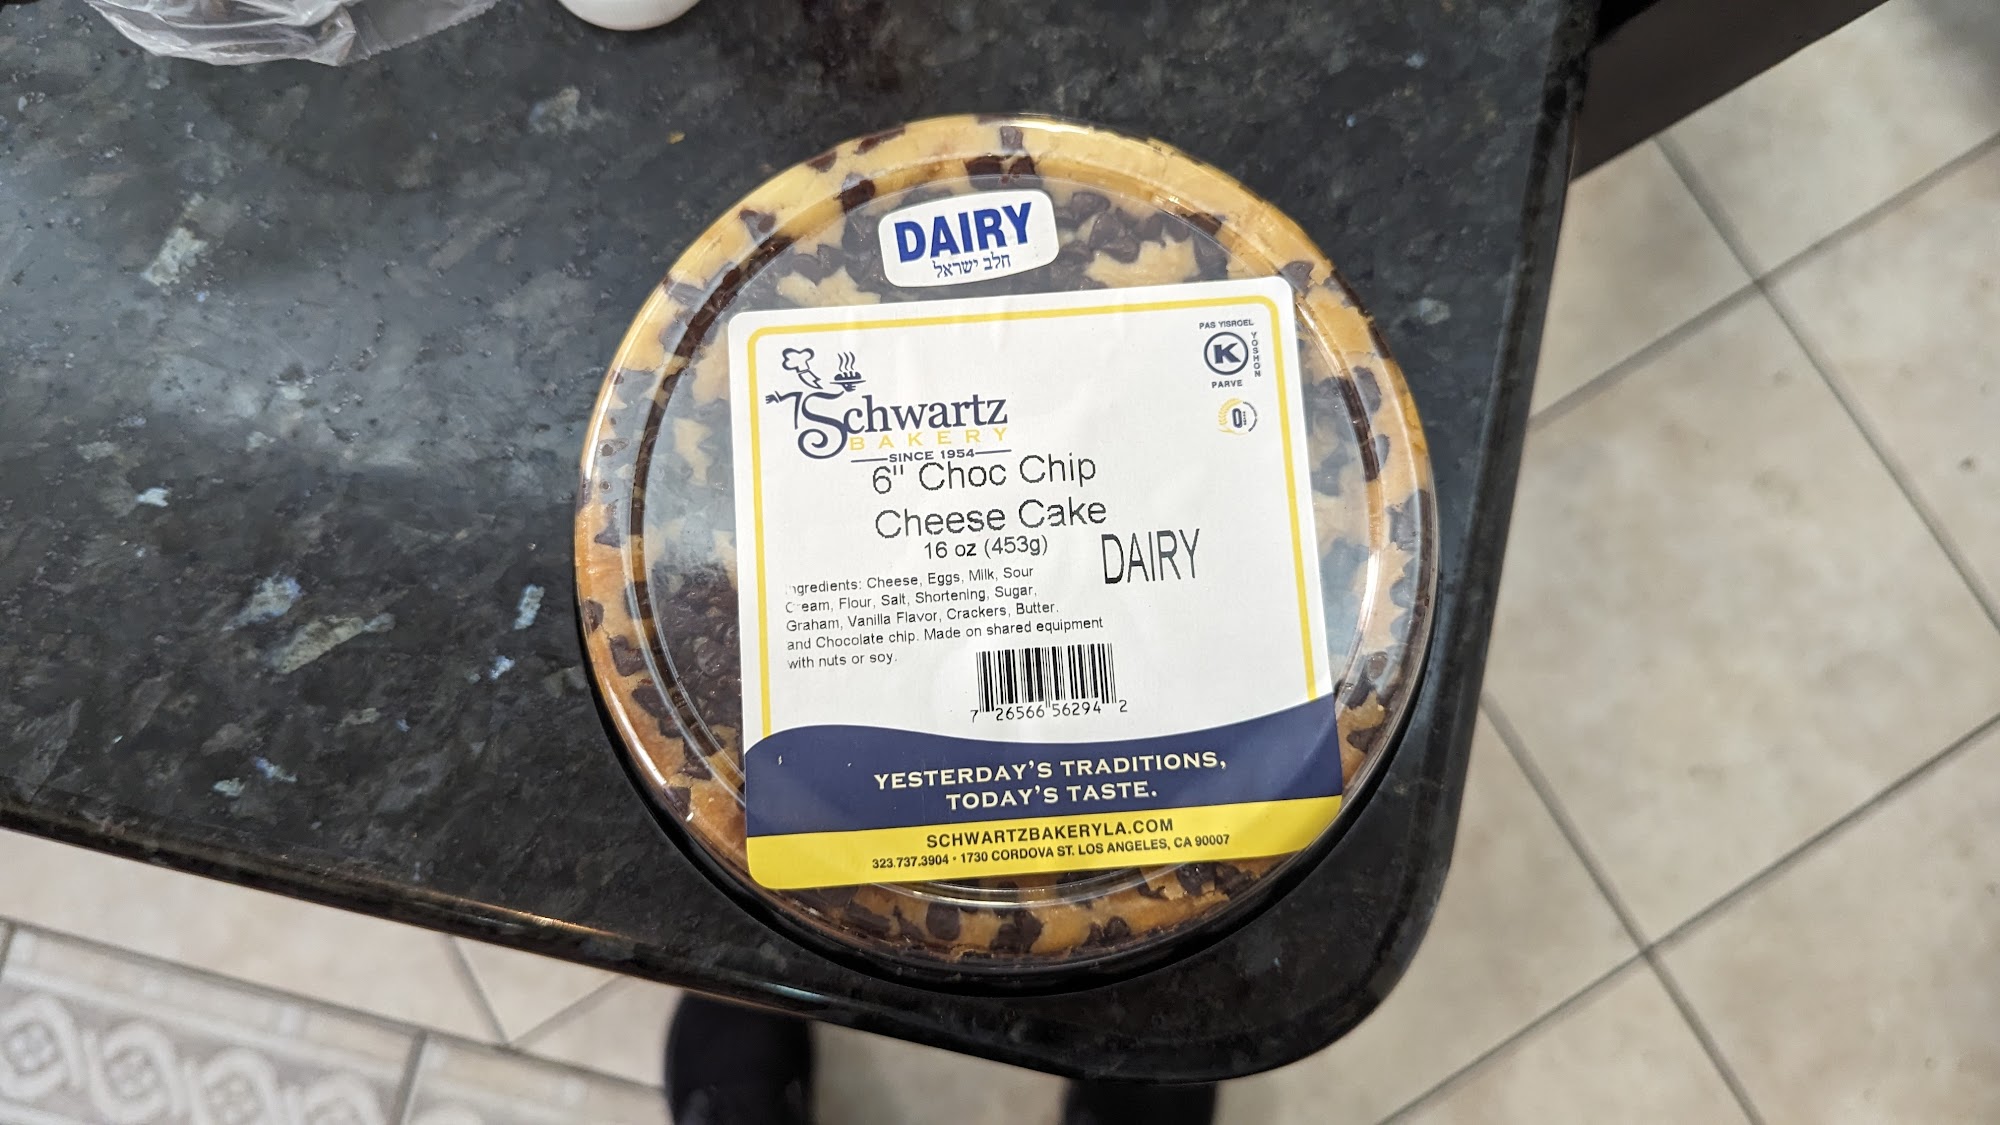 DAIRY
חלב ישראל
PAS YISROEL
K
YOSHON
PARVE
Schwartz
BAKERY
SINCE 1954
6" Choc Chip
Cheese Cake
16 oz (453g)
DAIRY
ngredients: Cheese, Eggs, Milk, Sour
Cream, Flour, Salt, Shortening, Sugar,
Graham, Vanilla Flavor, Crackers, Butter.
and Chocolate chip. Made on shared equipment
with nuts or soy.
7 26566 56294 2
YESTERDAY'S TRADITIONS,
TODAY'S TASTE.
SCHWARTZBAKERYLA.COM
323.737.3904 • 1730 CORDOVA ST. LOS ANGELES, CA 90007